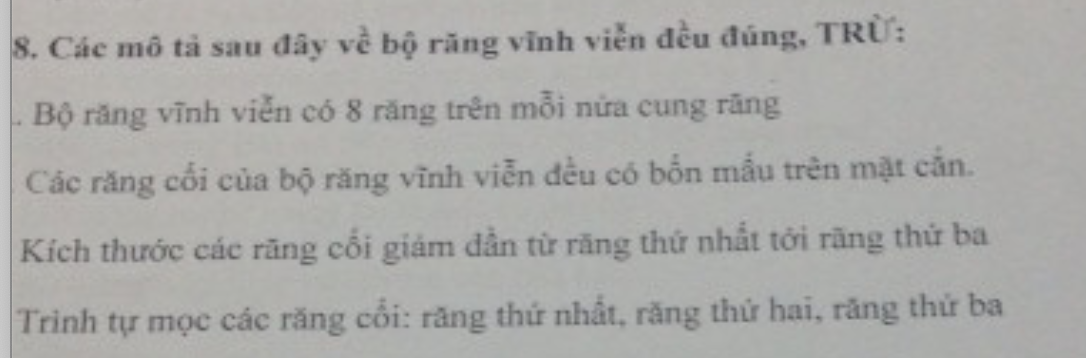 8. Các mô tả sau đây về bộ răng vĩnh viễn đều đúng, TRỪ:
. Bộ răng vĩnh viễn có 8 răng trên mỗi nửa cung răng
Các răng cối của bộ răng vĩnh viễn đều có bốn mấu trên mặt cắn.
Kích thước các răng cối giảm dần từ răng thứ nhất tới răng thứ ba
Trình tự mọc các răng cối: răng thứ nhất, răng thứ hai, răng thứ ba